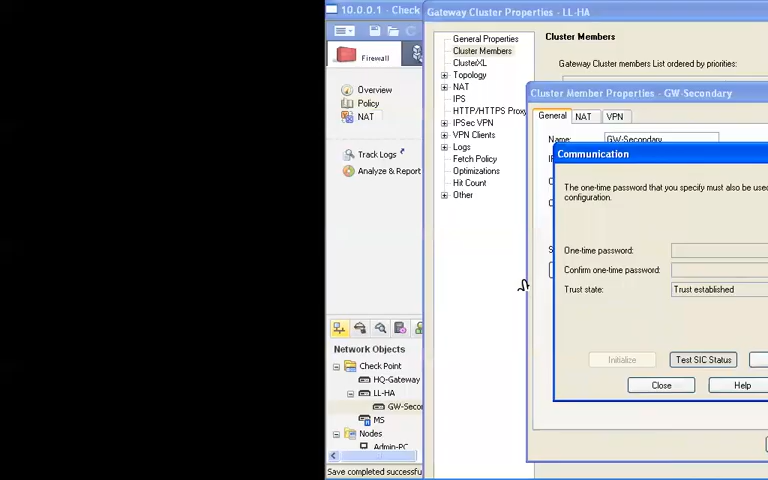 10.0.0.1 - Check
Firewall
Overview
Policy
NAT
Track Logs
Analyze & Report
Network Objects
Check Point
HQ-Gateway
LL-HA
GW-Secon
MS
Nodes
Admin-PC
Save completed successfu
Gateway Cluster Properties - LL-HA
General Properties
Cluster Members
ClusterXL
Topology
NAT
IPS
HTTP/HTTPS Proxy
IPSec VPN
VPN Clients
Logs
Fetch Policy
Optimizations
Hit Count
Other
Cluster Members
Gateway Cluster members List ordered by priorities:
Cluster Member Properties - GW-Secondary
General NAT VPN
Name: GW-Secondary
Communication
The one-time password that you specify must also be used
configuration.
One-time password:
Confirm one-time password:
Trust state: Trust established
Initialize Test SIC Status
Close Help